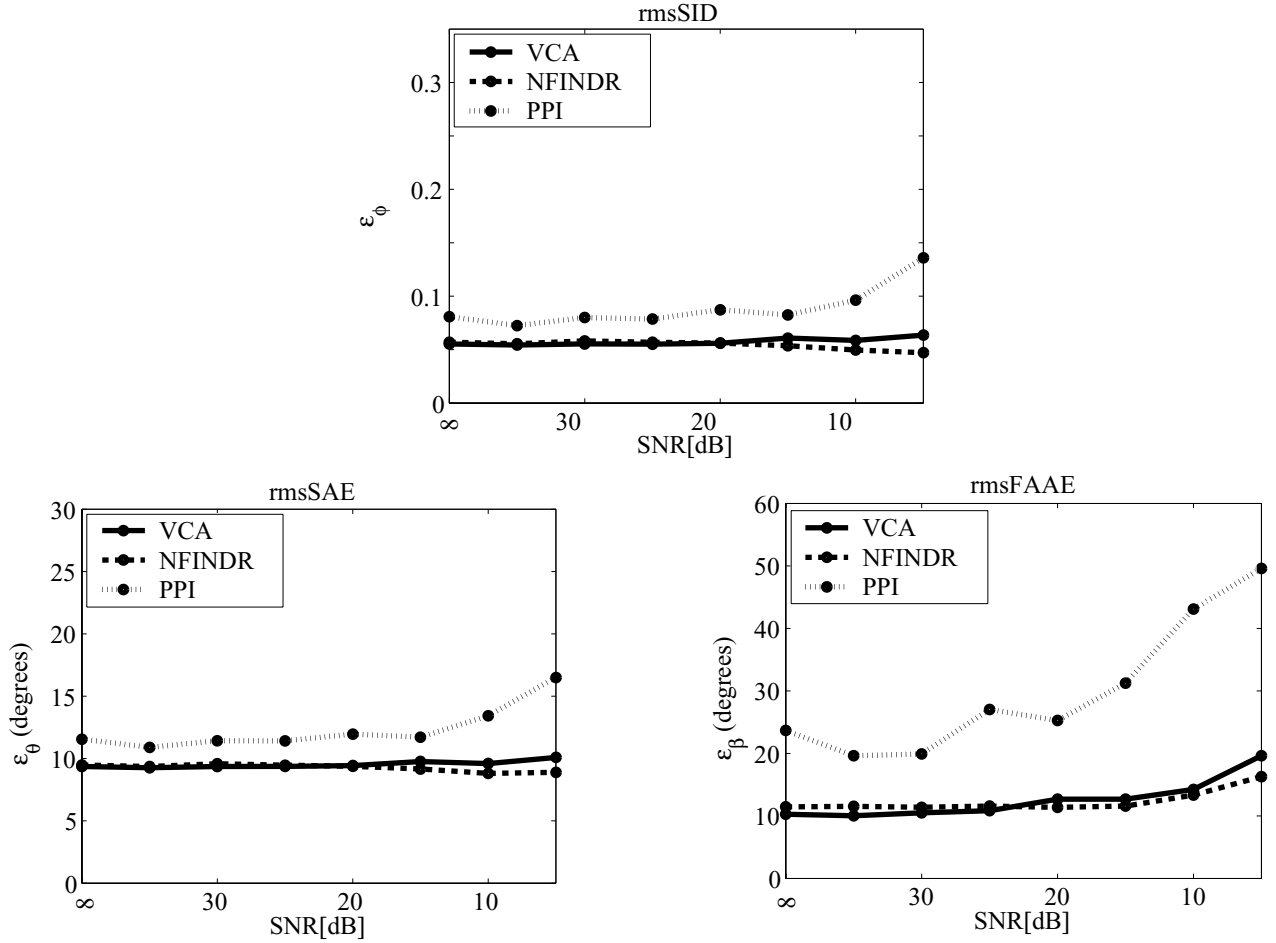 rmsSID
VCA
NFINDR
PPI
0.3
0.2
0.1
0
ε_φ
∞ 30 20 10
SNR[dB]
rmsSAE
VCA
NFINDR
PPI
30
25
20
15
10
5
0
ε_θ (degrees)
∞ 30 20 10
SNR[dB]
rmsFAAE
VCA
NFINDR
PPI
60
50
40
30
20
10
0
ε_β (degrees)
∞ 30 20 10
SNR[dB]